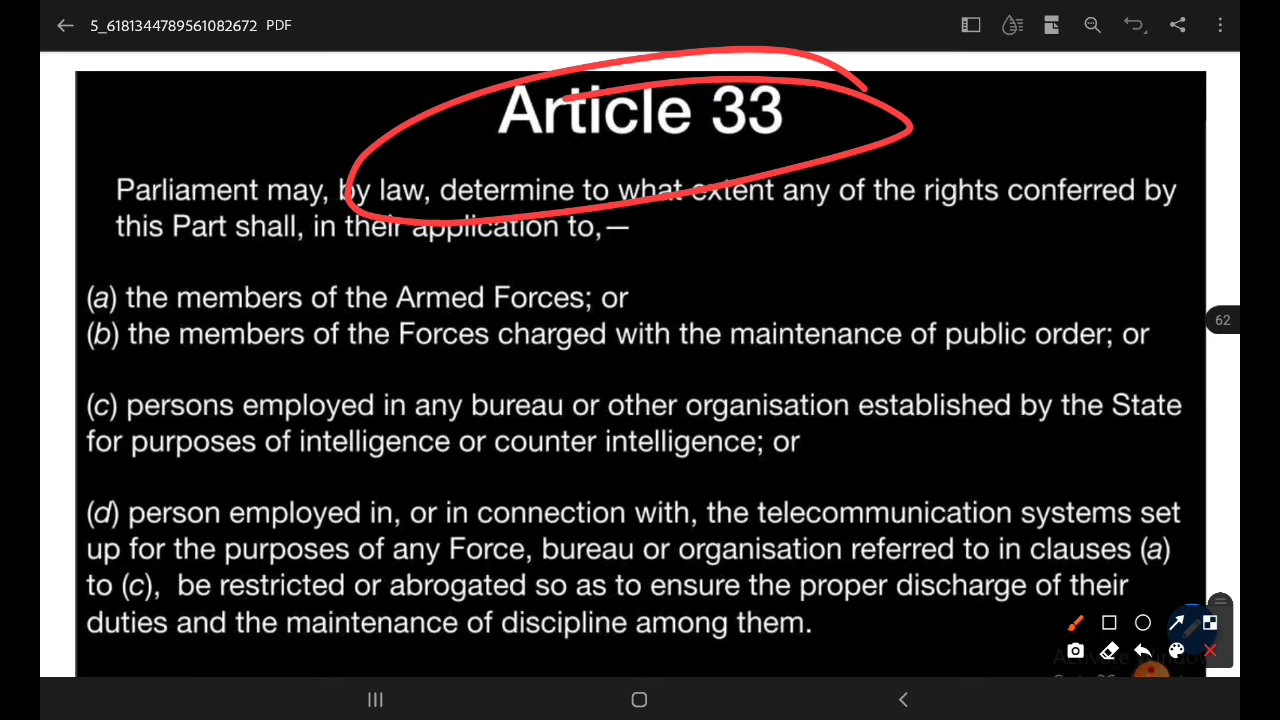 5_6181344789561082672 PDF
Article 33
Parliament may, by law, determine to what extent any of the rights conferred by
this Part shall, in their application to,—
(a) the members of the Armed Forces; or
(b) the members of the Forces charged with the maintenance of public order; or
62
(c) persons employed in any bureau or other organisation established by the State
for purposes of intelligence or counter intelligence; or
(d) person employed in, or in connection with, the telecommunication systems set
up for the purposes of any Force, bureau or organisation referred to in clauses (a)
to (c), be restricted or abrogated so as to ensure the proper discharge of their
duties and the maintenance of discipline among them.